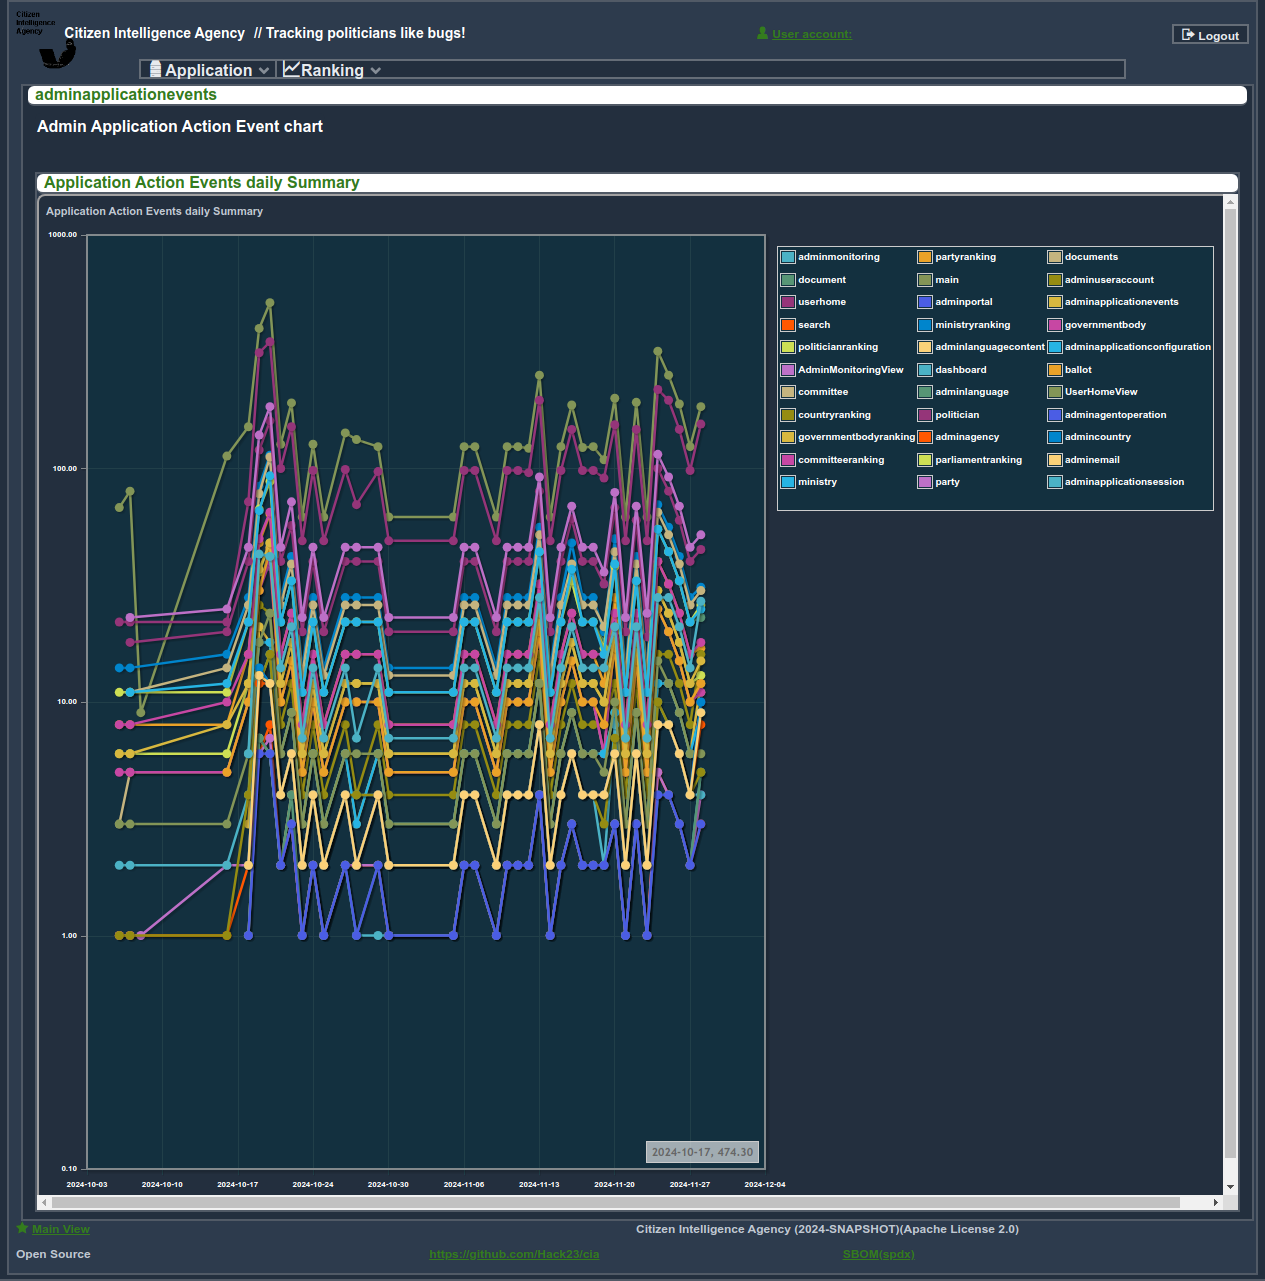 Citizen
Intelligence
Agency
Citizen Intelligence Agency // Tracking politicians like bugs!
User account:
Logout
Application
Ranking
adminapplicationevents
Admin Application Action Event chart
Application Action Events daily Summary
Application Action Events daily Summary
1000.00
100.00
10.00
1.00
0.10
2024-10-03 2024-10-10 2024-10-17 2024-10-24 2024-10-30 2024-11-06 2024-11-13 2024-11-20 2024-11-27 2024-12-04
2024-10-17, 474.30
adminmonitoring partyranking documents
document main adminuseraccount
userhome adminportal adminapplicationevents
search ministryranking governmentbody
politicianranking adminlanguagecontent adminapplicationconfiguration
AdminMonitoringView dashboard ballot
committee adminlanguage UserHomeView
countryranking politician adminagentoperation
governmentbodyranking adminagency admincountry
committeeranking parliamentranking adminemail
ministry party adminapplicationsession
Main View
Citizen Intelligence Agency (2024-SNAPSHOT)(Apache License 2.0)
Open Source
https://github.com/Hack23/cia
SBOM(spdx)